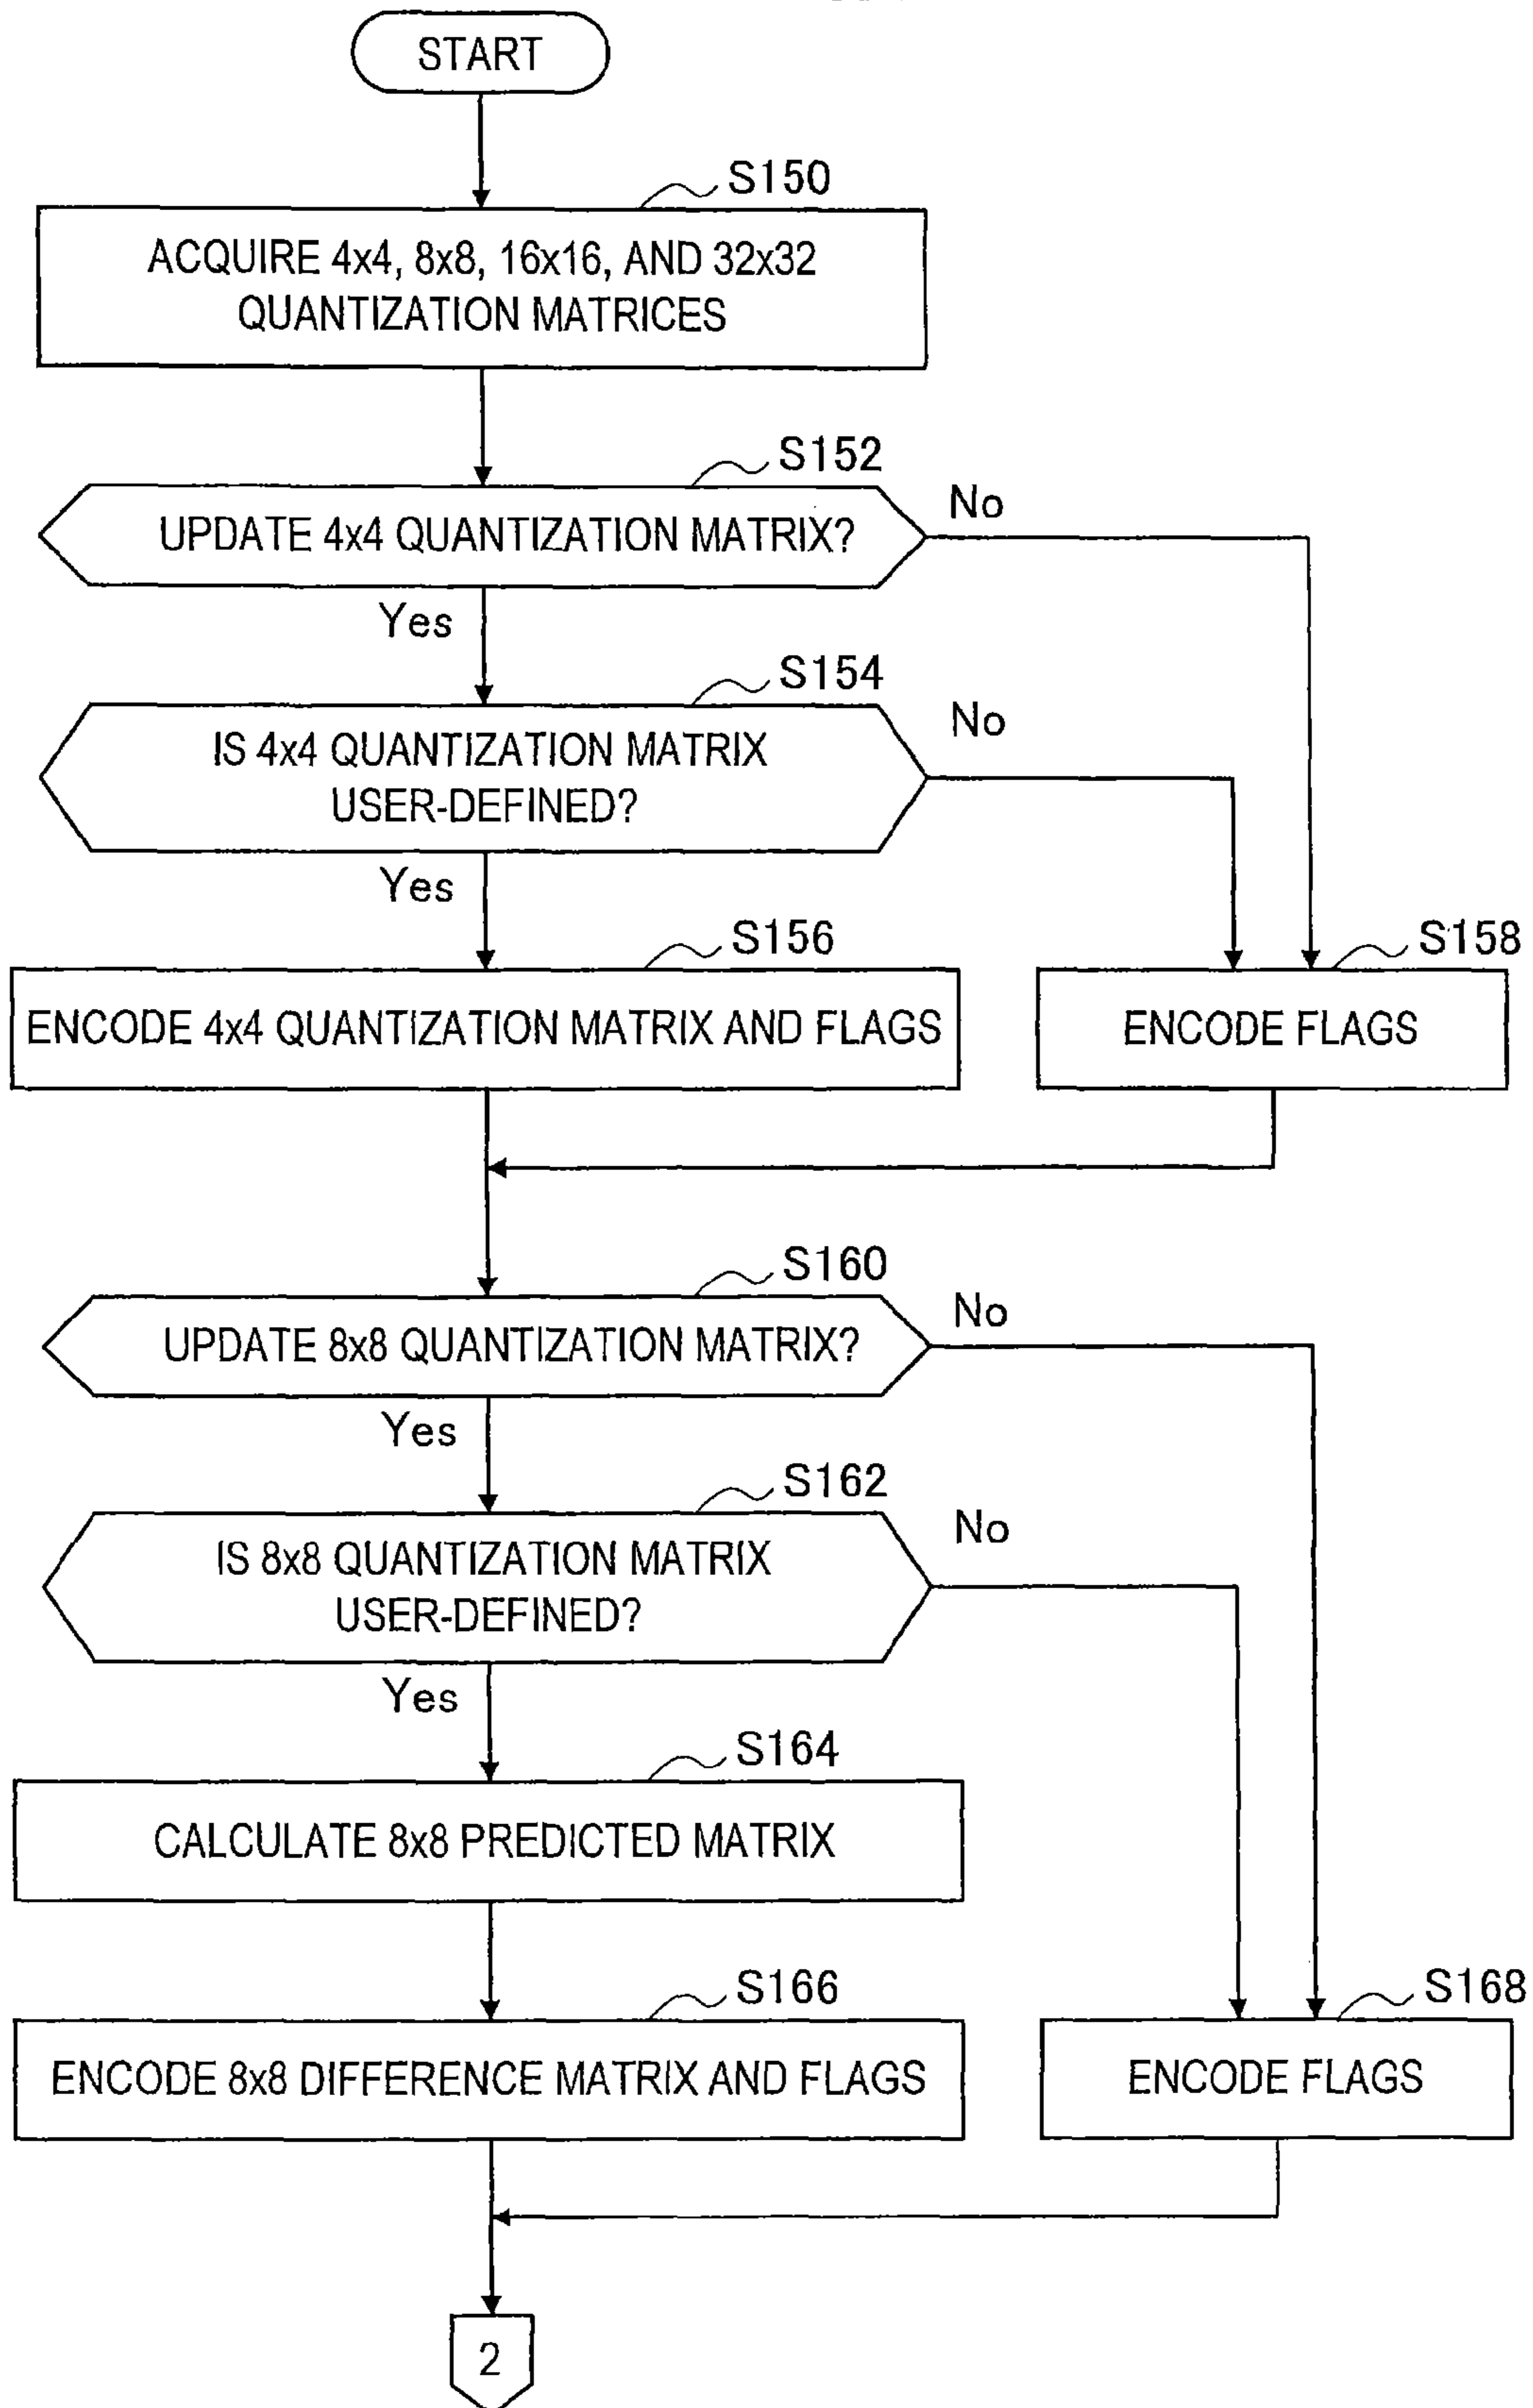 START
S150
ACQUIRE 4x4, 8x8, 16x16, AND 32x32
QUANTIZATION MATRICES
S152
UPDATE 4x4 QUANTIZATION MATRIX?
No
Yes
S154
IS 4x4 QUANTIZATION MATRIX
USER-DEFINED?
No
Yes
S156
ENCODE 4x4 QUANTIZATION MATRIX AND FLAGS
S158
ENCODE FLAGS
S160
UPDATE 8x8 QUANTIZATION MATRIX?
No
Yes
S162
IS 8x8 QUANTIZATION MATRIX
USER-DEFINED?
No
Yes
S164
CALCULATE 8x8 PREDICTED MATRIX
S166
ENCODE 8x8 DIFFERENCE MATRIX AND FLAGS
S168
ENCODE FLAGS
2